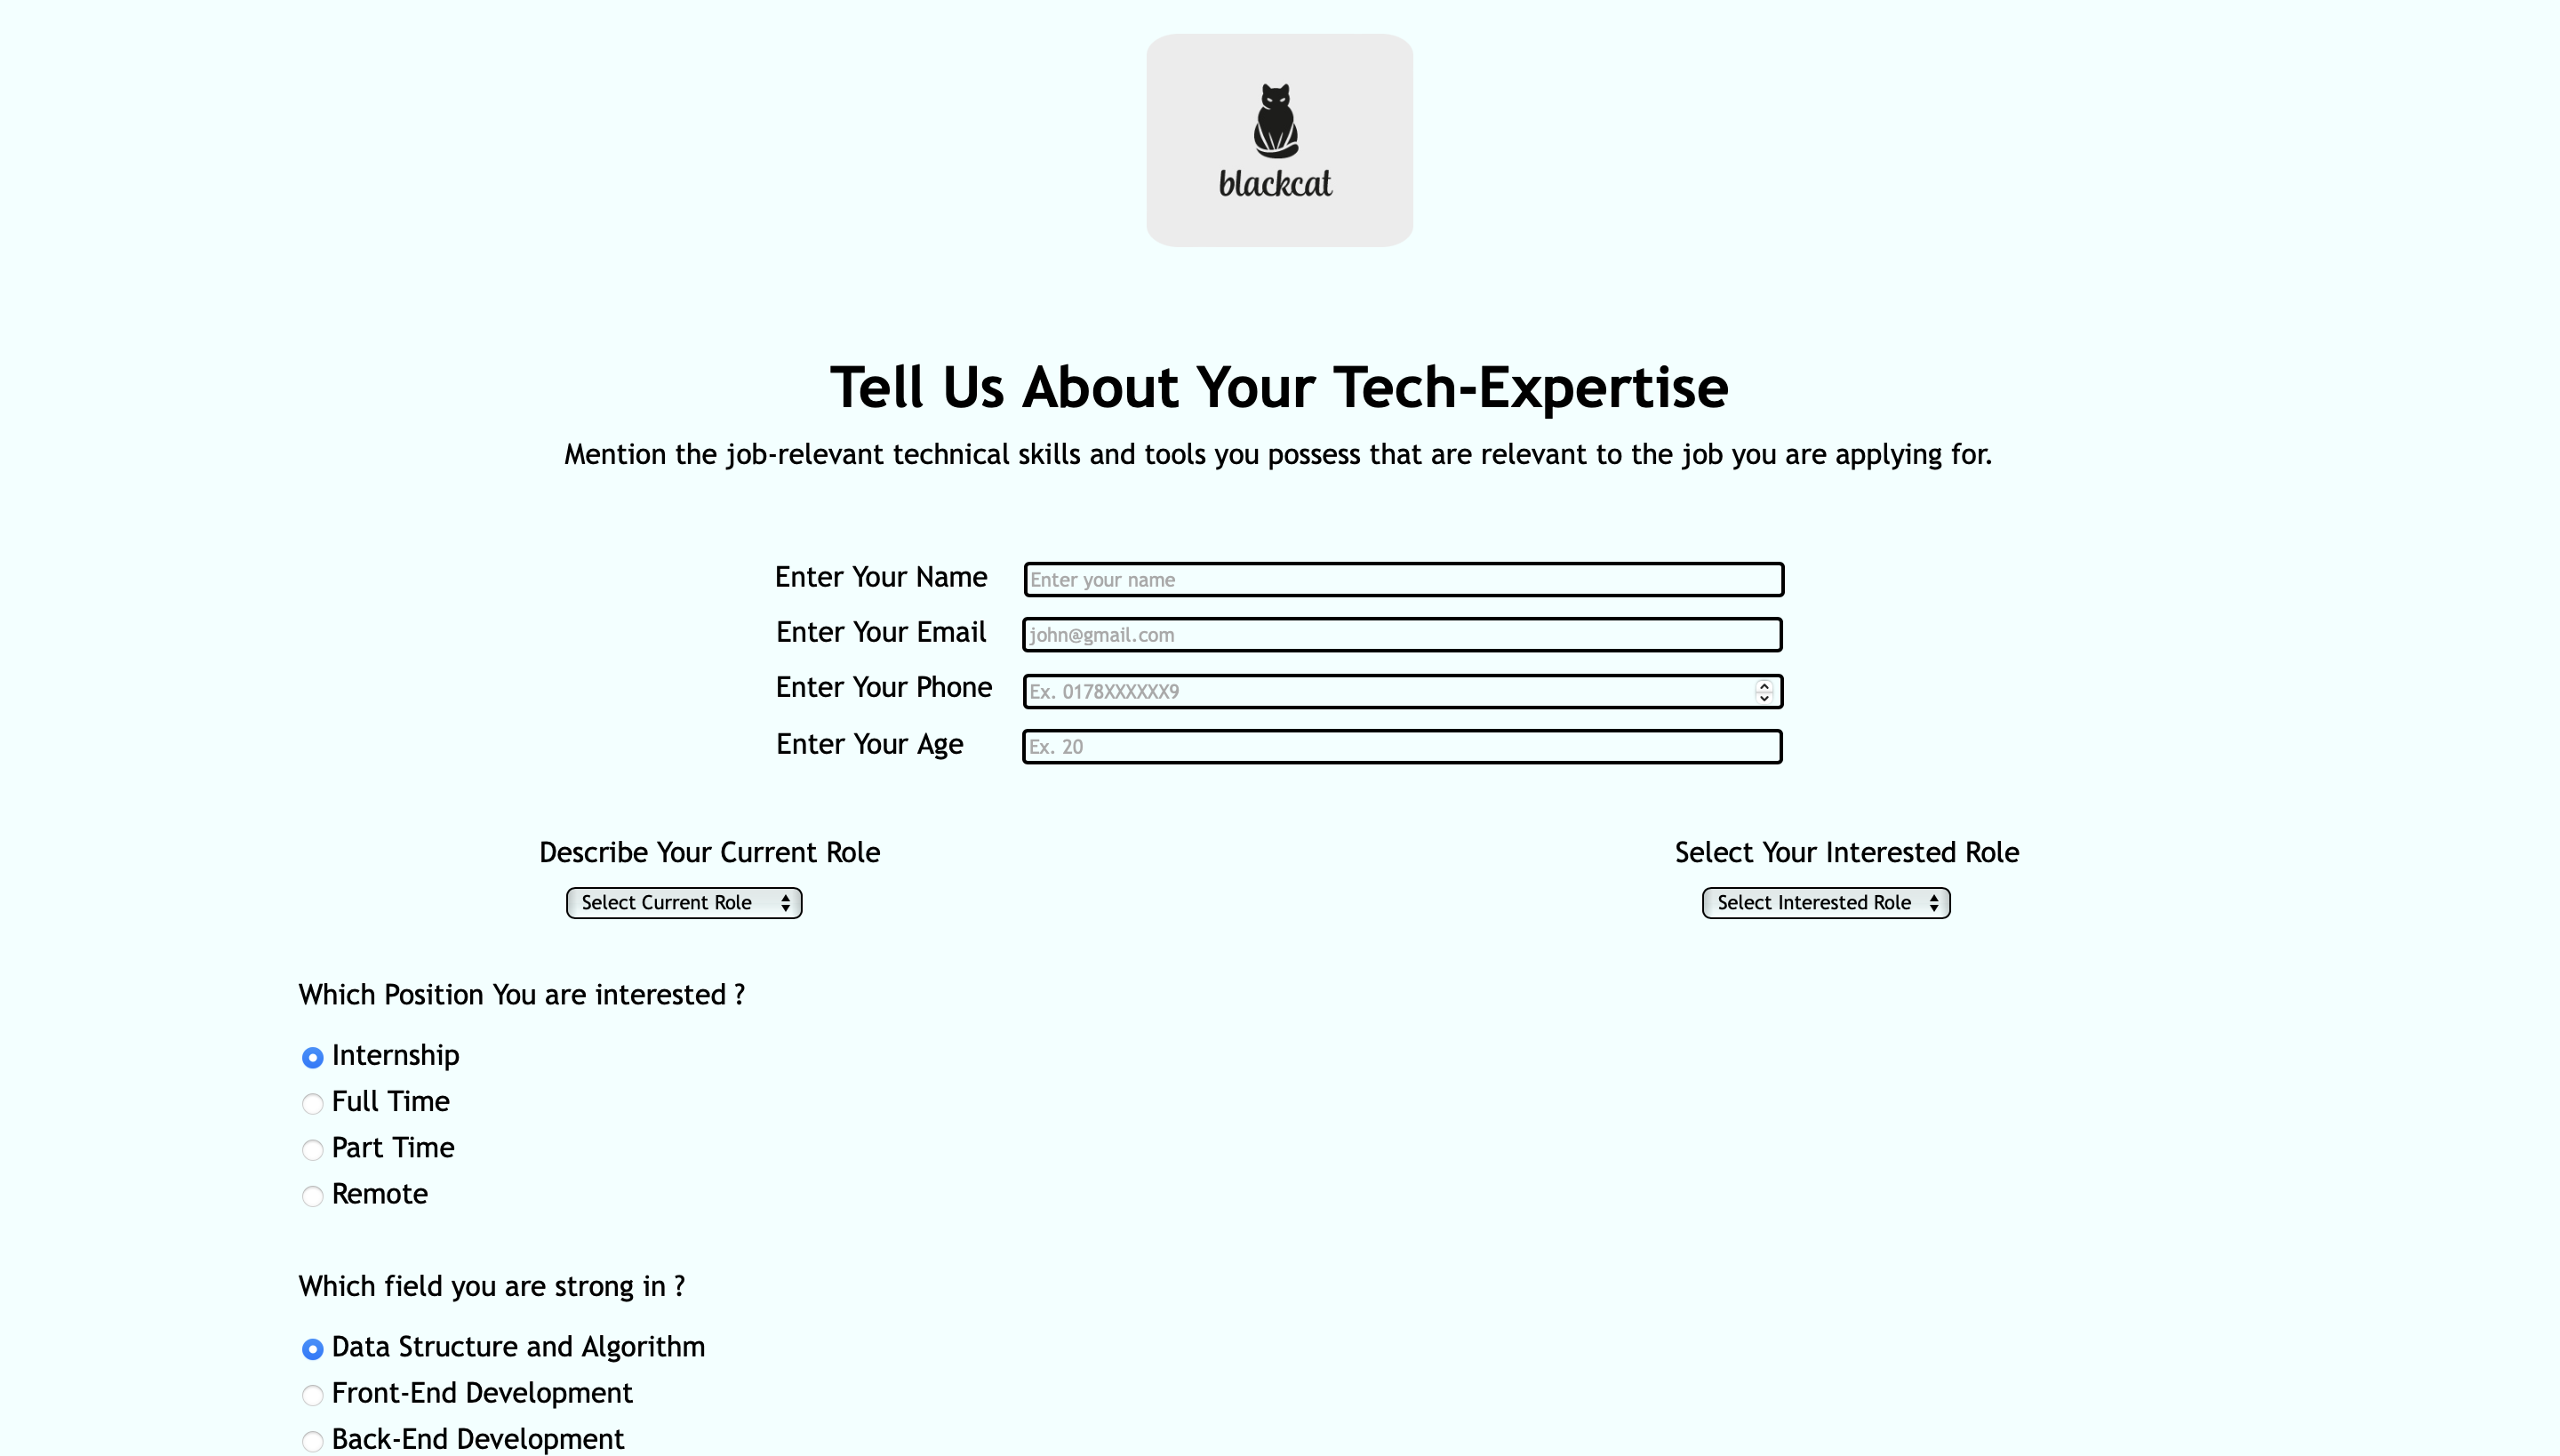 blackcat
Tell Us About Your Tech-Expertise
Mention the job-relevant technical skills and tools you possess that are relevant to the job you are applying for.
Enter Your Name
Enter your name
Enter Your Email
john@gmail.com
Enter Your Phone
Ex. 0178XXXXXX9
Enter Your Age
Ex. 20
Describe Your Current Role
Select Your Interested Role
Select Current Role
Select Interested Role
Which Position You are interested ?
Internship
Full Time
Part Time
Remote
Which field you are strong in ?
Data Structure and Algorithm
Front-End Development
Back-End Development